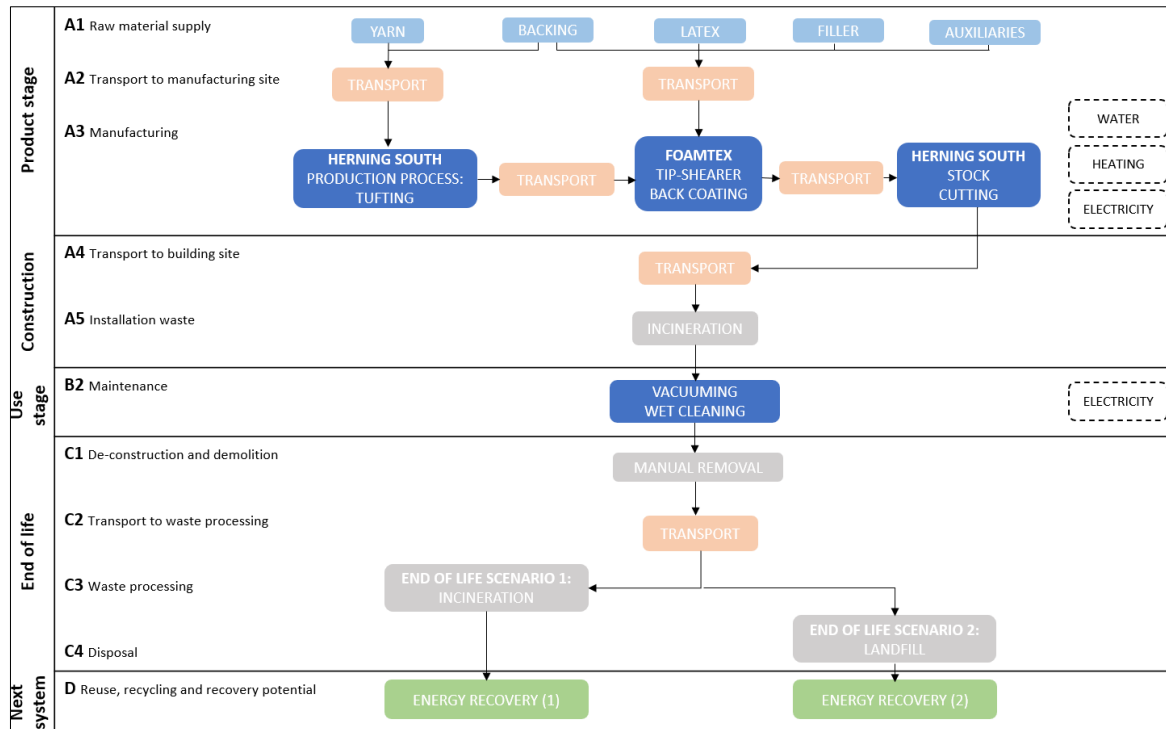 Product stage
A1 Raw material supply
YARN
BACKING
LATEX
FILLER
AUXILIARIES
A2 Transport to manufacturing site
TRANSPORT
TRANSPORT
A3 Manufacturing
HERNING SOUTH
PRODUCTION PROCESS:
TUFTING
TRANSPORT
FOAMTEX
TIP-SHEARER
BACK COATING
TRANSPORT
HERNING SOUTH
STOCK
CUTTING
WATER
HEATING
ELECTRICITY
Construction
A4 Transport to building site
TRANSPORT
A5 Installation waste
INCINERATION
Use
stage
B2 Maintenance
VACUUMING
WET CLEANING
ELECTRICITY
End of life
C1 De-construction and demolition
MANUAL REMOVAL
C2 Transport to waste processing
TRANSPORT
C3 Waste processing
END OF LIFE SCENARIO 1:
INCINERATION
END OF LIFE SCENARIO 2:
LANDFILL
C4 Disposal
Next
system
D Reuse, recycling and recovery potential
ENERGY RECOVERY (1)
ENERGY RECOVERY (2)